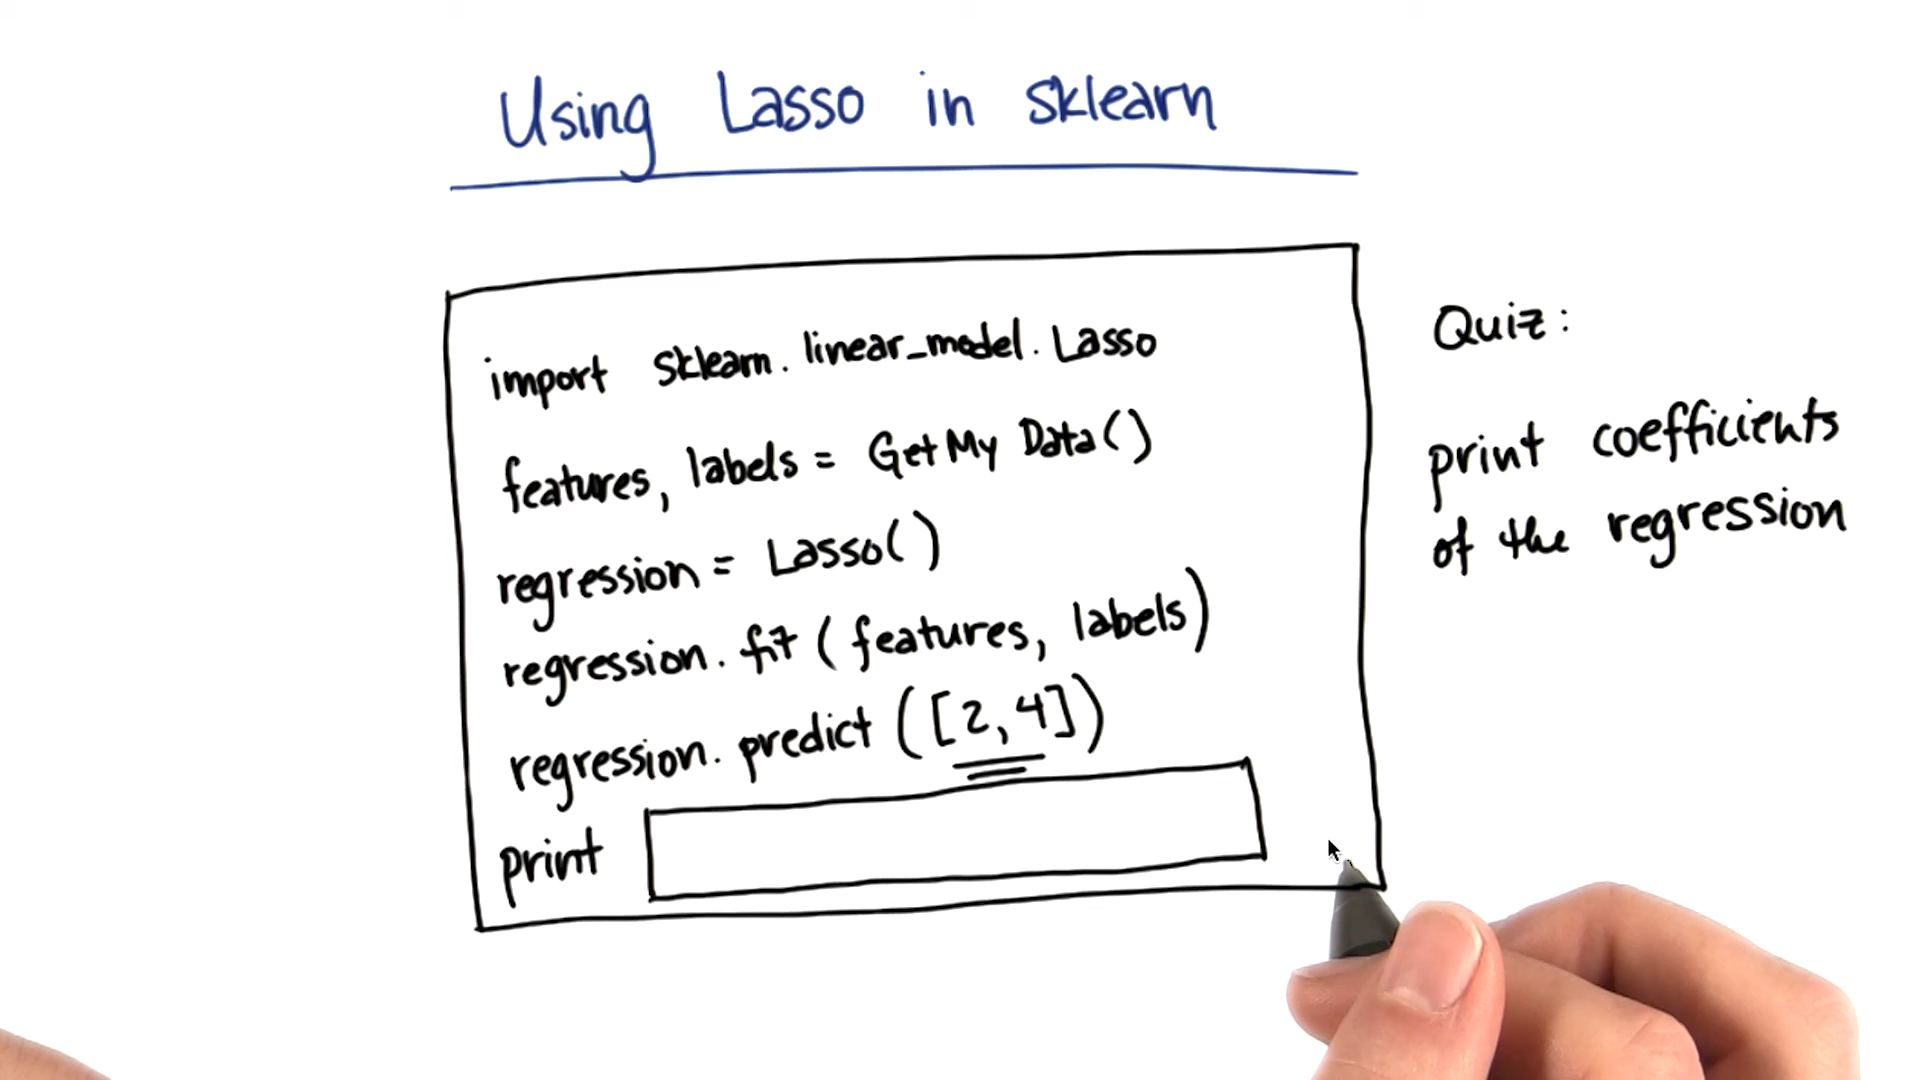 Using Lasso in sklearn
import sklearn.linear_model.Lasso
features, labels = GetMyData()
regression = Lasso()
regression.fit(features, labels)
regression.predict([2,4])
print
Quiz:
print coefficients
of the regression